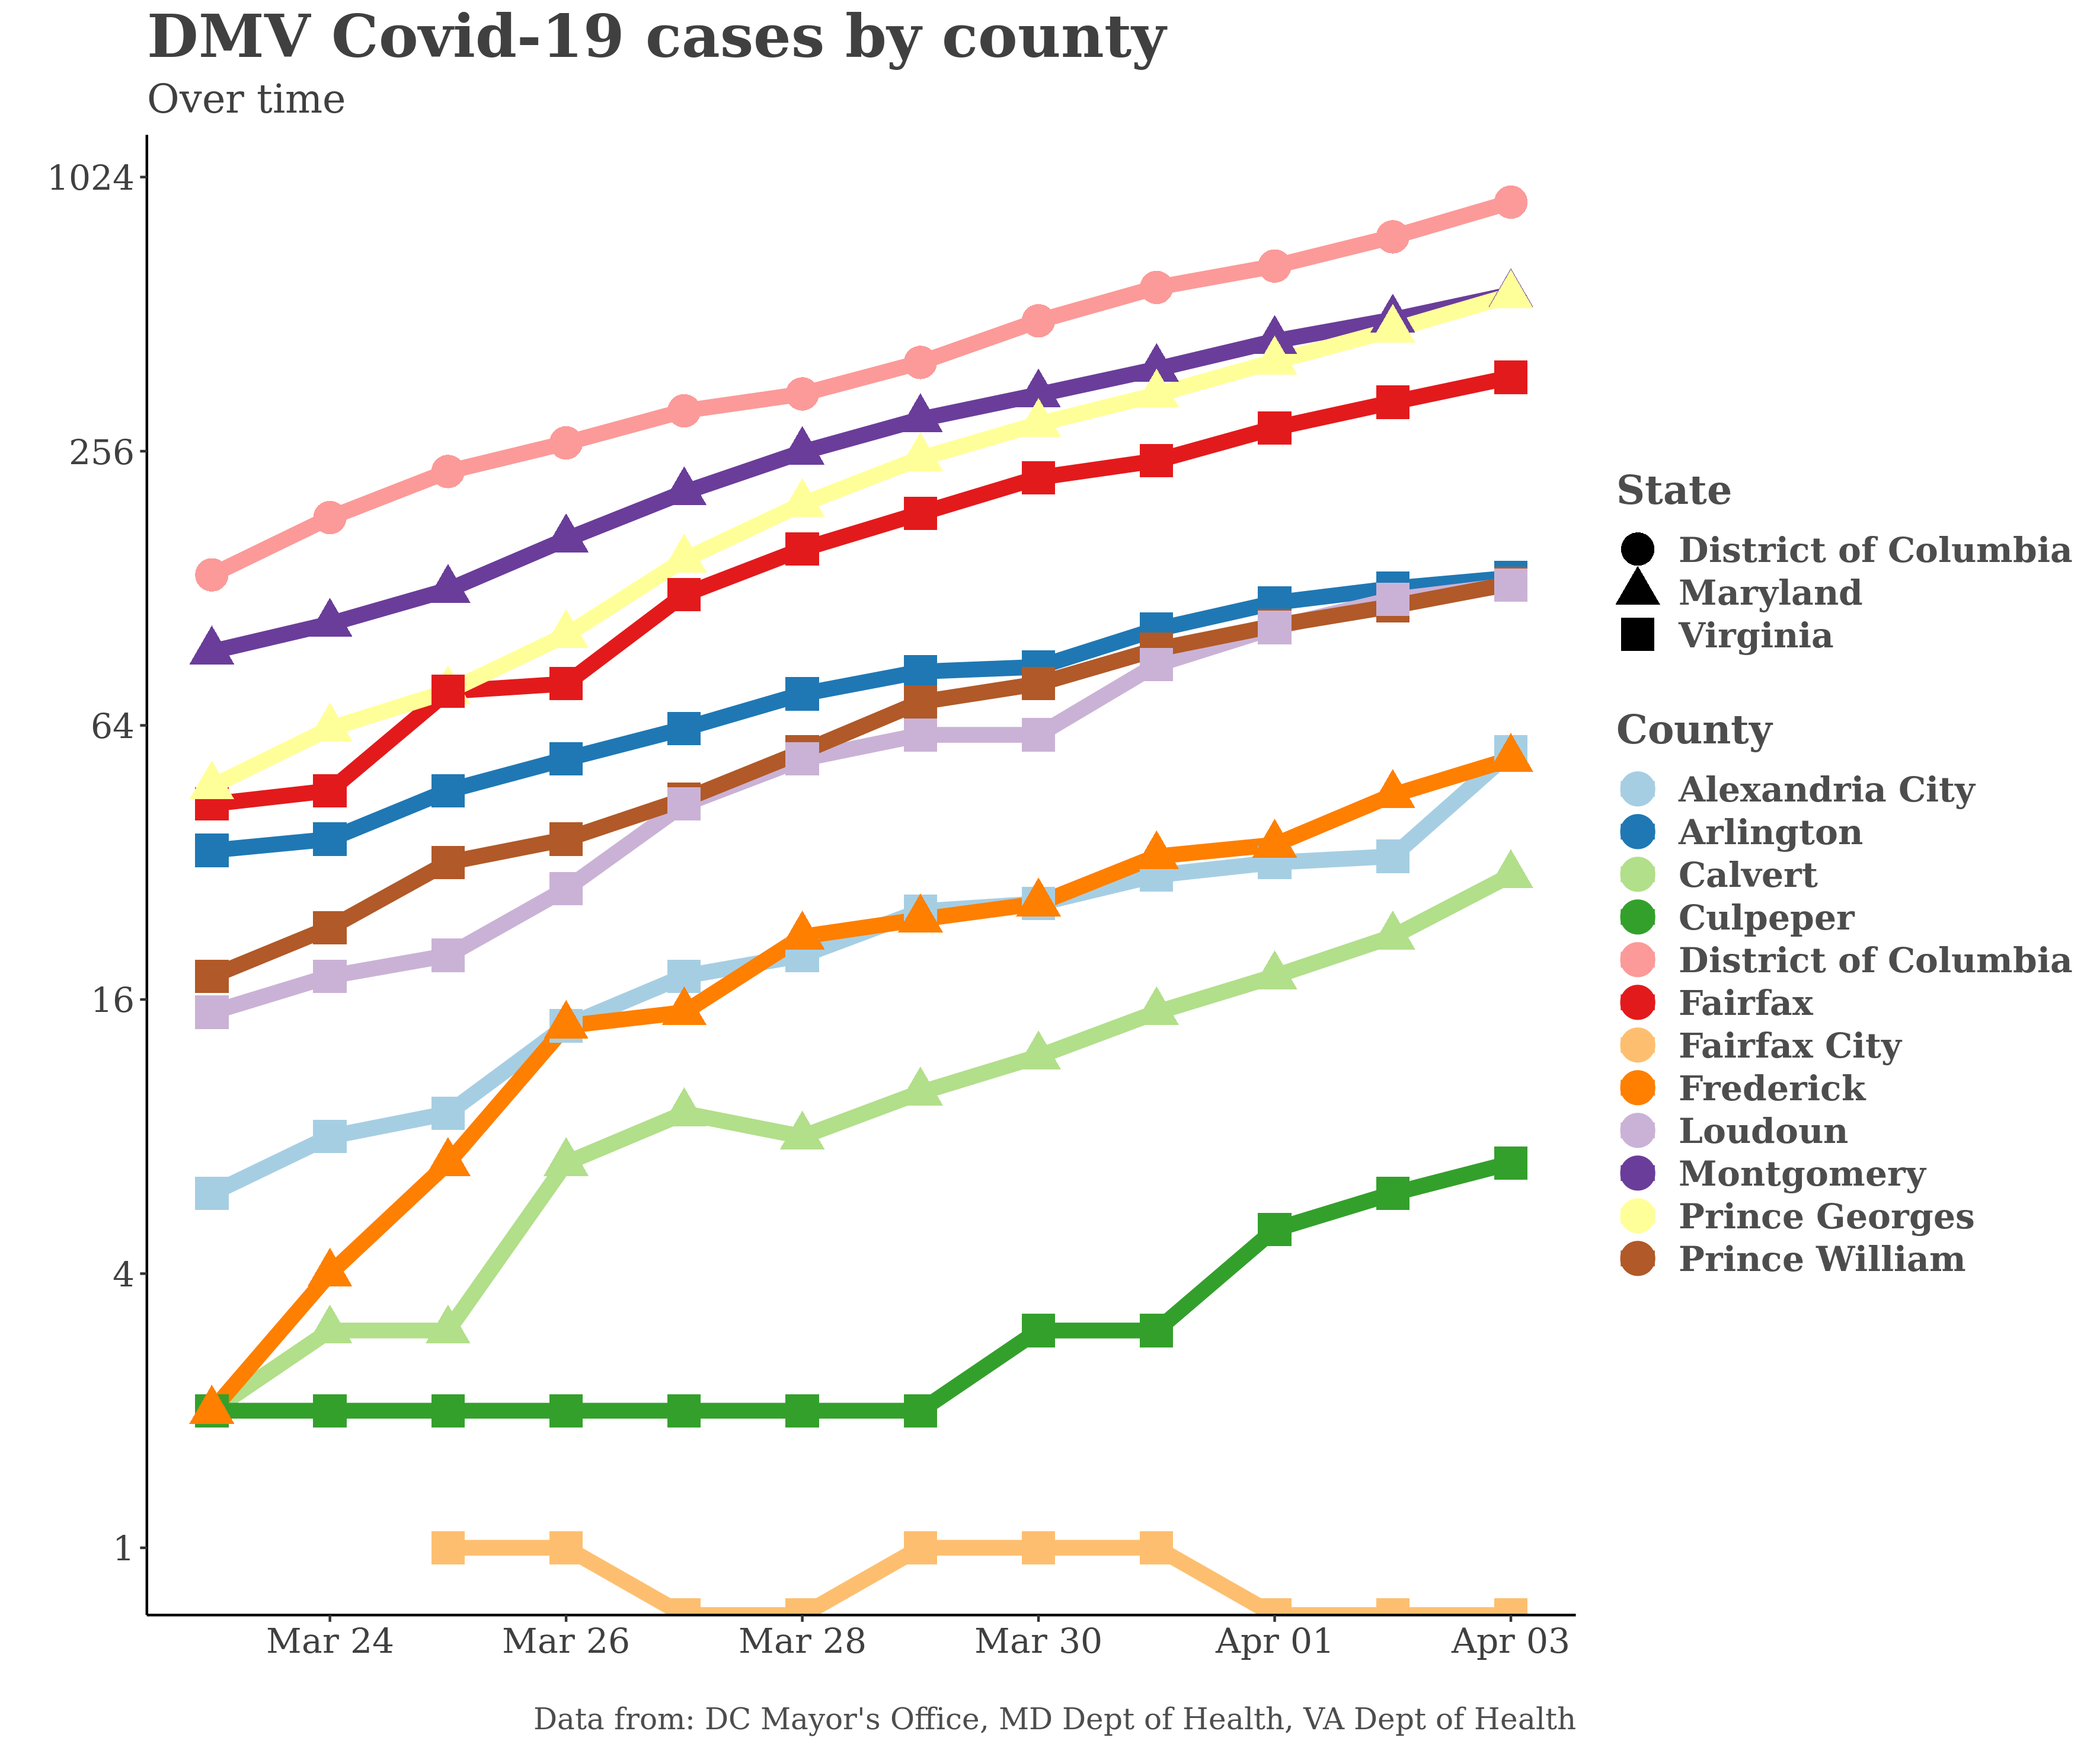 DMV Covid-19 cases by county
Over time
1024
256
64
16
4
1
Mar 24 Mar 26 Mar 28 Mar 30 Apr 01 Apr 03
State
District of Columbia
Maryland
Virginia
County
Alexandria City
Arlington
Calvert
Culpeper
District of Columbia
Fairfax
Fairfax City
Frederick
Loudoun
Montgomery
Prince Georges
Prince William
Data from: DC Mayor's Office, MD Dept of Health, VA Dept of Health